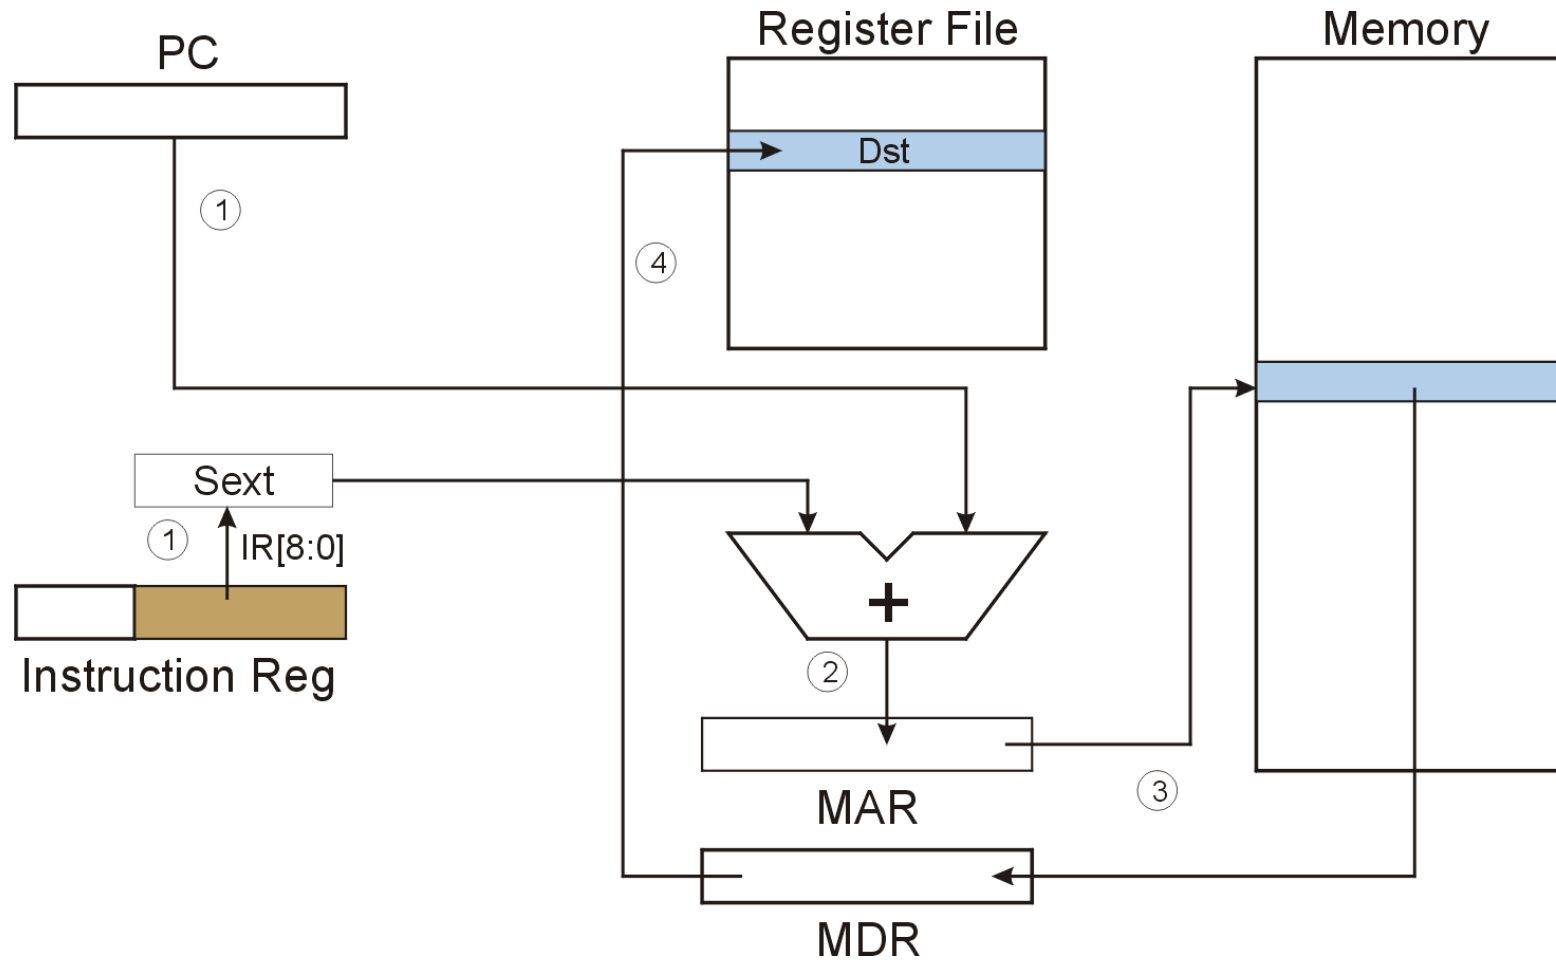 PC
Register File
Memory
Dst
1
4
Sext
1
IR[8:0]
+
Instruction Reg
2
MAR
3
MDR